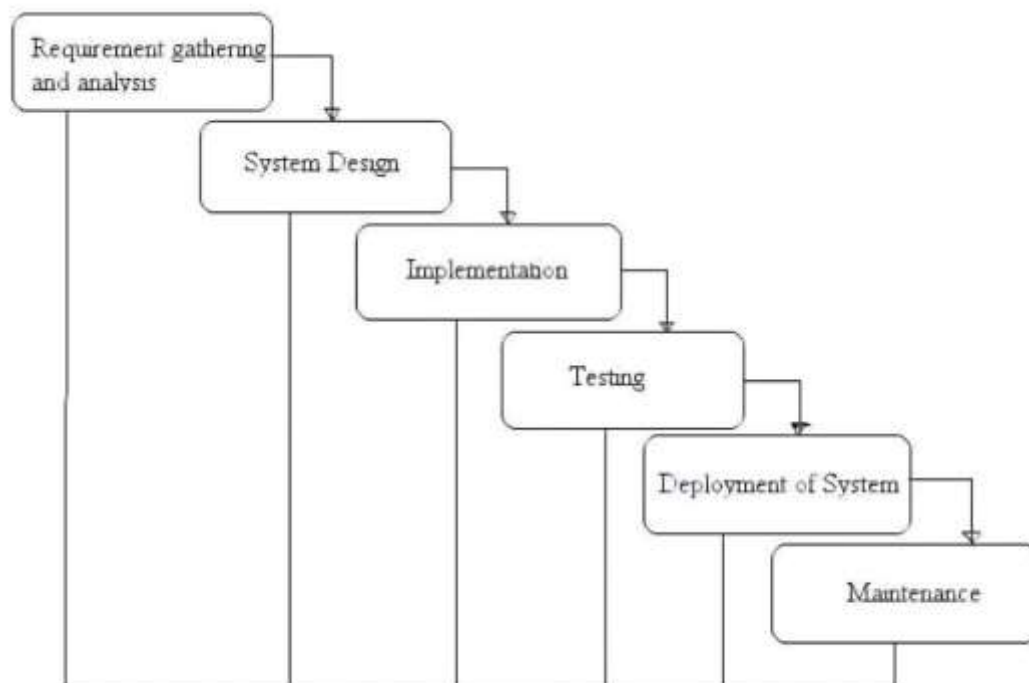 Requirement gathering
and analysis
System Design
Implementation
Testing
Deployment of System
Maintenance